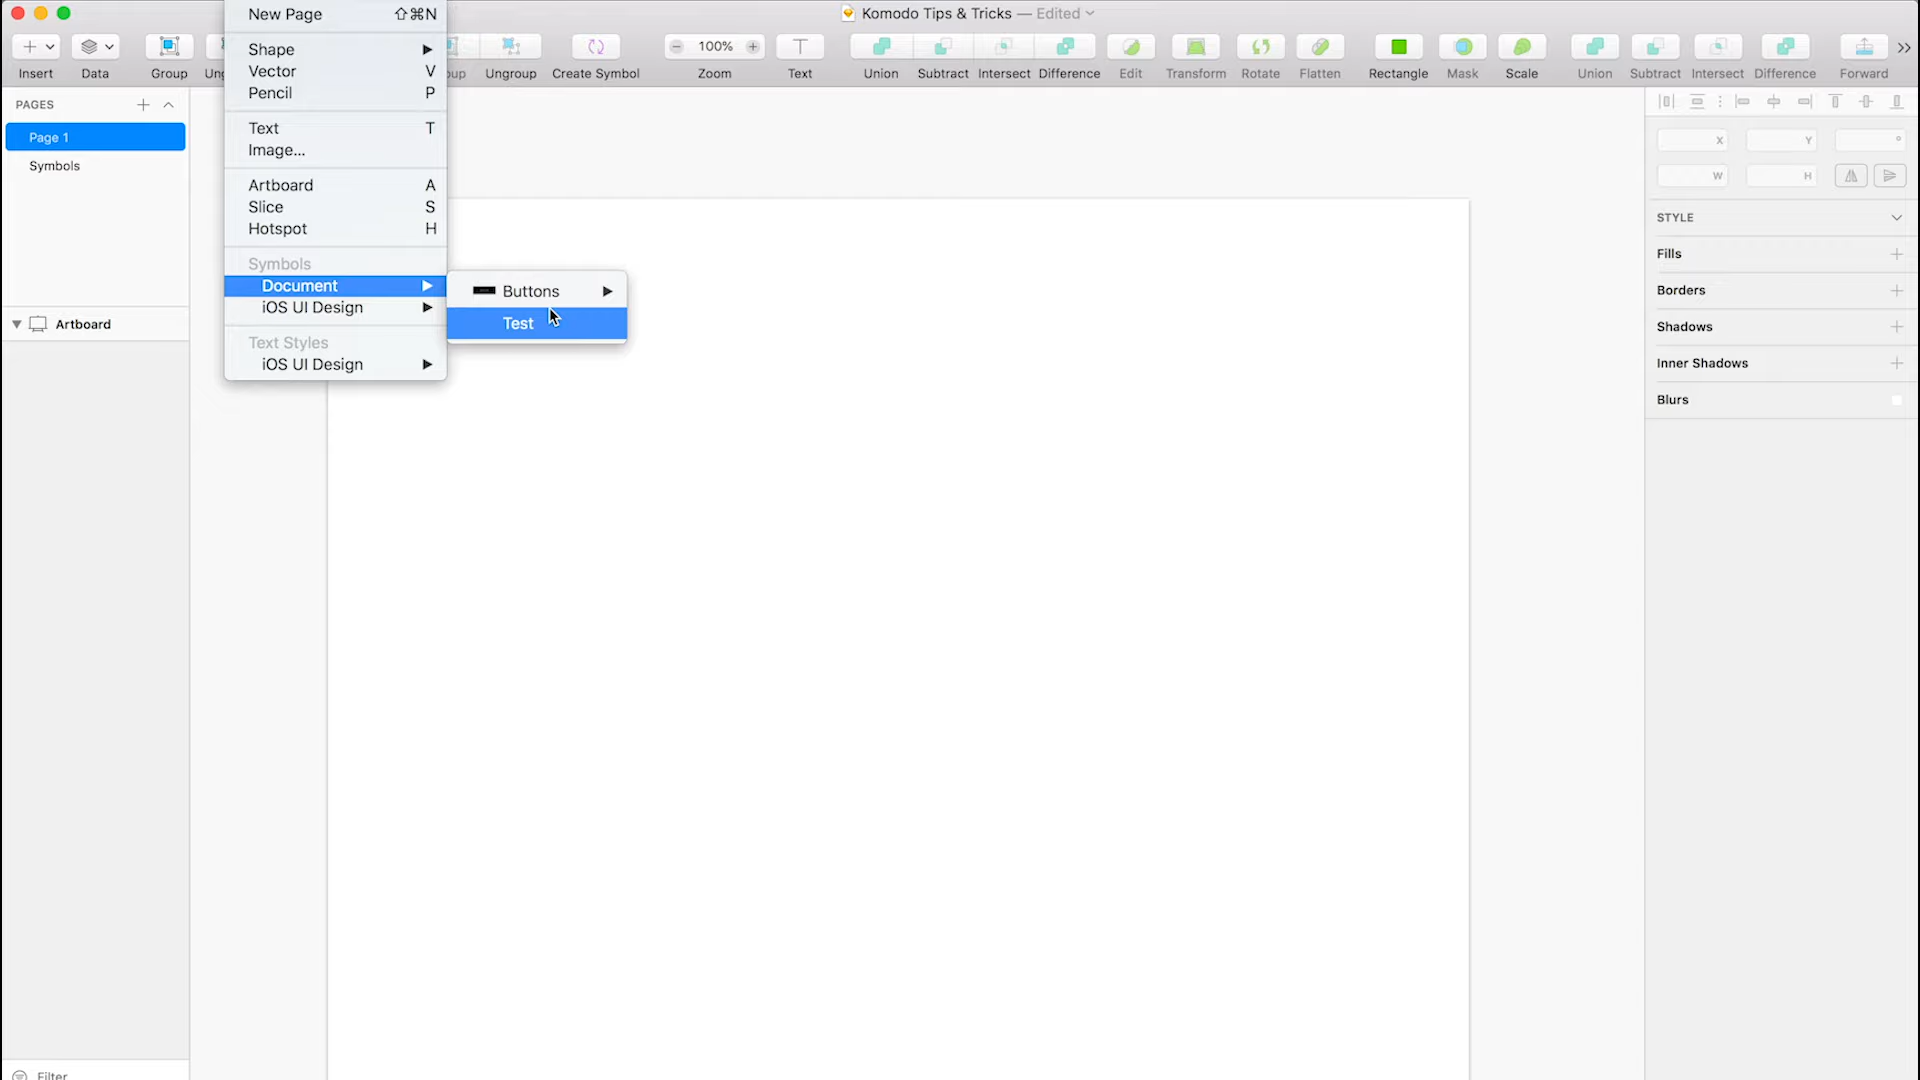 Komodo Tips & Tricks — Edited
Insert
Data
Group
Ungroup
Create Symbol
100%
Zoom
Text
Union
Subtract
Intersect
Difference
Edit
Transform
Rotate
Flatten
Rectangle
Mask
Scale
Union
Subtract
Intersect
Difference
Forward
New Page ⇧⌘N
Shape
Vector V
Pencil P
Text T
Image...
Artboard A
Slice S
Hotspot H
Symbols
Document
iOS UI Design
Text Styles
iOS UI Design
Buttons
Test
PAGES
Page 1
Symbols
Artboard
Filter
X
Y
°
W
H
STYLE
Fills
Borders
Shadows
Inner Shadows
Blurs